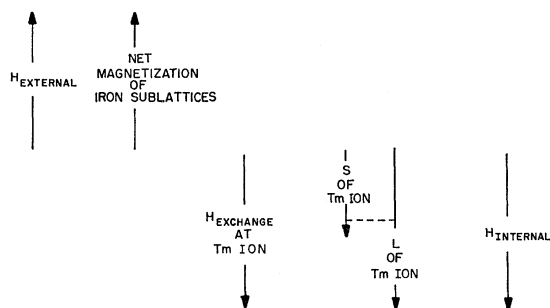 H EXTERNAL
NET
MAGNETIZATION
OF
IRON SUBLATTICES
H EXCHANGE
AT
Tm ION
S
OF
Tm ION
L
OF
Tm ION
H INTERNAL